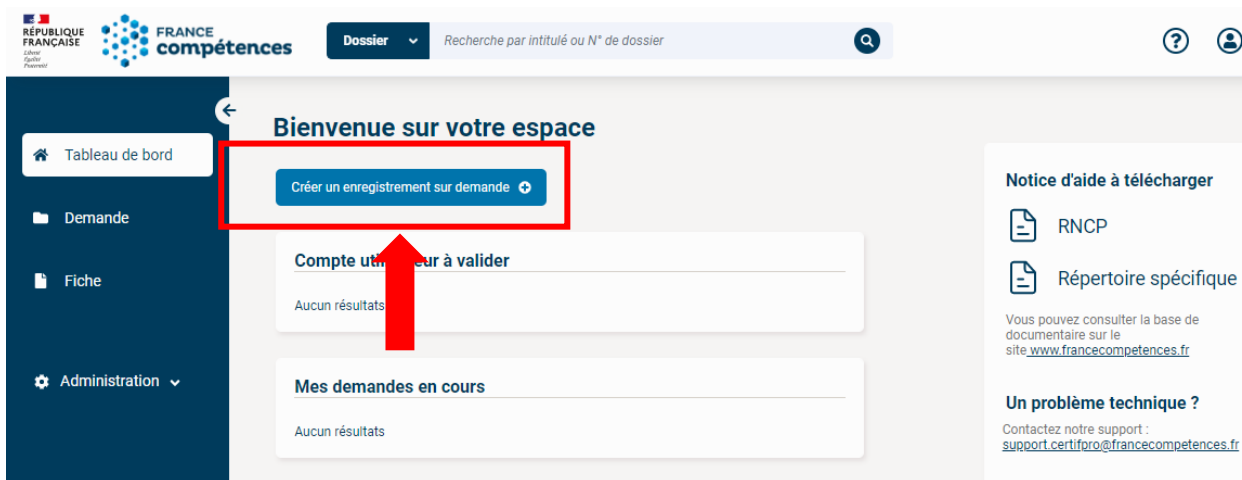 RÉPUBLIQUE
FRANÇAISE
Liberté
Égalité
Fraternité
FRANCE
compétences
Dossier
Recherche par intitulé ou N° de dossier
Bienvenue sur votre espace
Tableau de bord
Créer un enregistrement sur demande
Demande
Fiche
Administration
Compte ut eur à valider
Aucun résultats
Mes demandes en cours
Aucun résultats
Notice d'aide à télécharger
RNCP
Répertoire spécifique
Vous pouvez consulter la base de
documentaire sur le
site www.francecompetences.fr
Un problème technique ?
Contactez notre support :
support.certifpro@francecompetences.fr